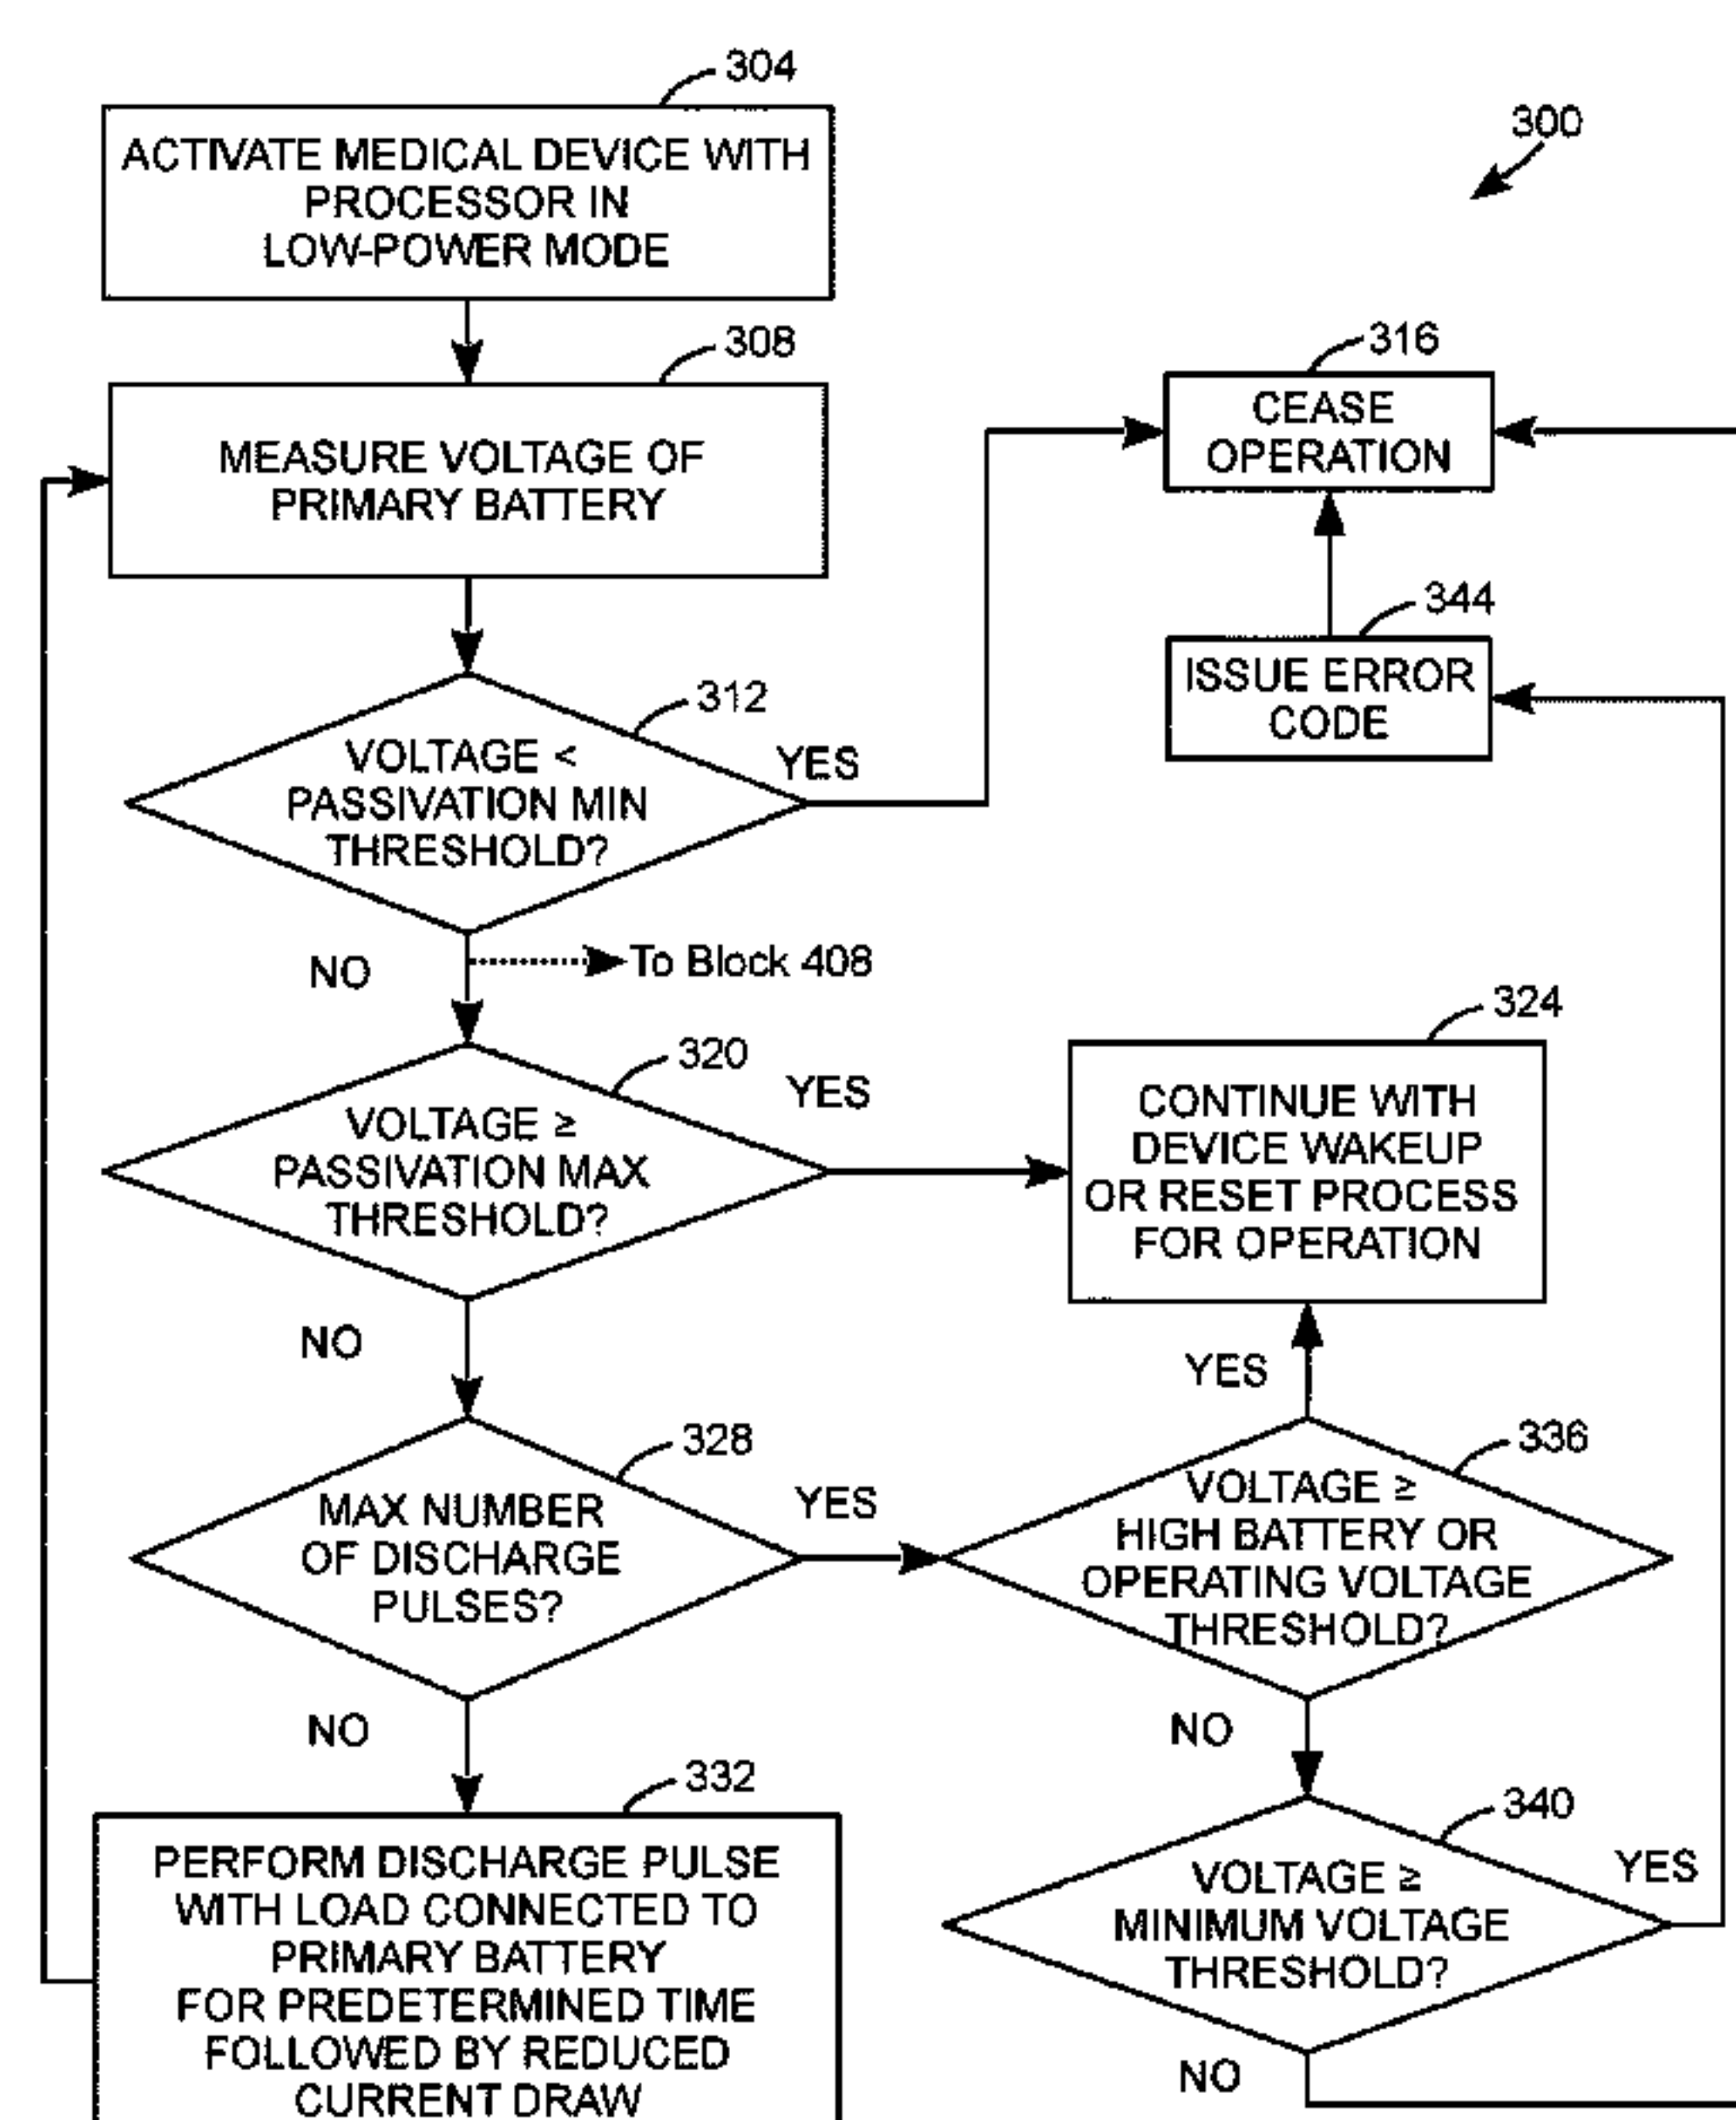 304
300
ACTIVATE MEDICAL DEVICE WITH
PROCESSOR IN
LOW-POWER MODE
308
MEASURE VOLTAGE OF
PRIMARY BATTERY
316
CEASE
OPERATION
344
ISSUE ERROR
CODE
312
VOLTAGE <
PASSIVATION MIN
THRESHOLD?
YES
NO
To Block 408
320
VOLTAGE ≥
PASSIVATION MAX
THRESHOLD?
YES
324
CONTINUE WITH
DEVICE WAKEUP
OR RESET PROCESS
FOR OPERATION
NO
YES
328
MAX NUMBER
OF DISCHARGE
PULSES?
YES
336
VOLTAGE ≥
HIGH BATTERY OR
OPERATING VOLTAGE
THRESHOLD?
NO
NO
332
PERFORM DISCHARGE PULSE
WITH LOAD CONNECTED TO
PRIMARY BATTERY
FOR PREDETERMINED TIME
FOLLOWED BY REDUCED
CURRENT DRAW
340
VOLTAGE ≥
MINIMUM VOLTAGE
THRESHOLD?
YES
NO